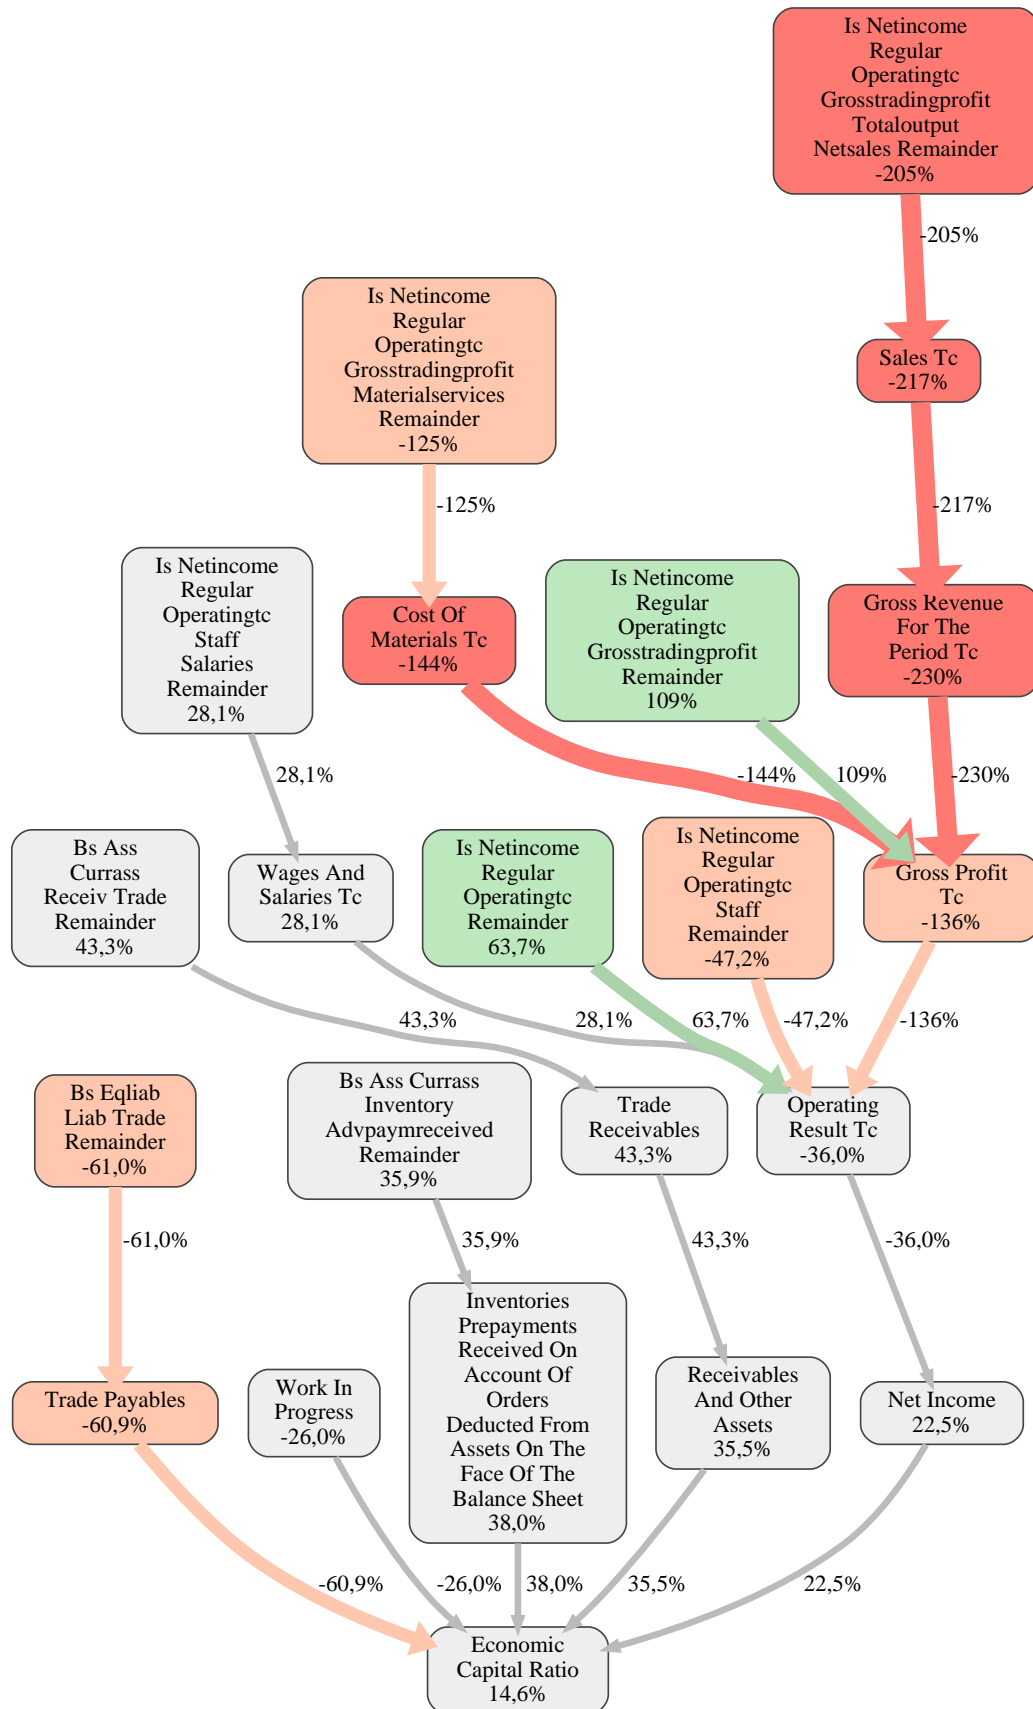 Is Netincome
Regular
Operatingtc
Grosstradingprofit
Totaloutput
Netsales Remainder
-205%
-205%
Is Netincome
Regular
Operatingtc
Grosstradingprofit
Materialservices
Remainder
-125%
Sales Tc
-217%
-125%
-217%
Is Netincome
Regular
Operatingtc
Staff
Salaries
Remainder
28,1%
Cost Of
Materials Tc
-144%
Is Netincome
Regular
Operatingtc
Grosstradingprofit
Remainder
109%
Gross Revenue
For The
Period Tc
-230%
28,1%
-144%
109%
-230%
Bs Ass
Currass
Receiv Trade
Remainder
43,3%
Wages And
Salaries Tc
28,1%
Is Netincome
Regular
Operatingtc
Remainder
63,7%
Is Netincome
Regular
Operatingtc
Staff
Remainder
-47,2%
Gross Profit
Tc
-136%
43,3%
28,1%
63,7%
-47,2%
-136%
Bs Eqliab
Liab Trade
Remainder
-61,0%
Bs Ass Currass
Inventory
Advpaymreceived
Remainder
35,9%
Trade
Receivables
43,3%
Operating
Result Tc
-36,0%
-61,0%
35,9%
43,3%
-36,0%
Trade Payables
-60,9%
Work In
Progress
-26,0%
Inventories
Prepayments
Received On
Account Of
Orders
Deducted From
Assets On The
Face Of The
Balance Sheet
38,0%
Receivables
And Other
Assets
35,5%
Net Income
22,5%
-60,9%
-26,0%
38,0%
35,5%
22,5%
Economic
Capital Ratio
14,6%